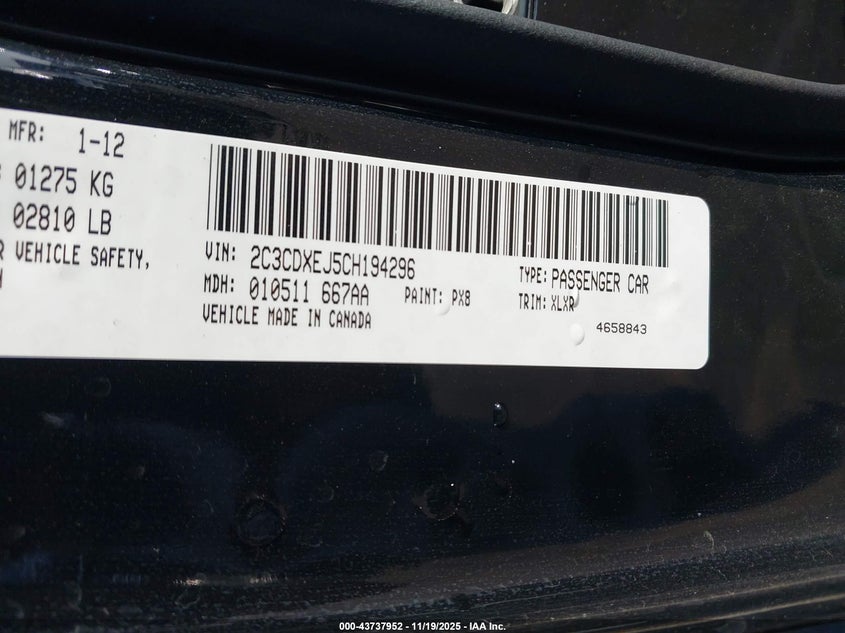 MFR: 1-12
01275 KG
02810 LB
VEHICLE SAFETY,
VIN: 2C3CDXEJ5CH194296
TYPE: PASSENGER CAR
MDH: 010511 667AA
PAINT: PX8
TRIM: XLXR
VEHICLE MADE IN CANADA
4658843
000-43737952 - 11/19/2025 - IAA Inc.